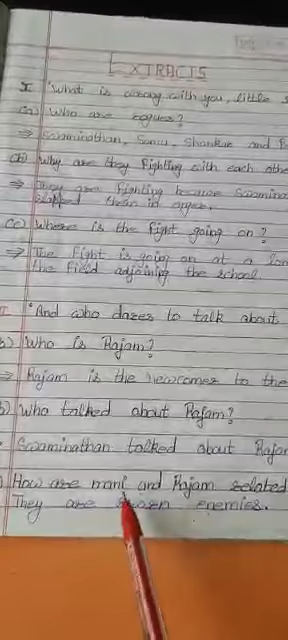 EXTRACTS
I "What is wrong with you, little
(a) Who are rogues?
⇒ Swaminathan, Somu, Shankar and
(b) Why are they fighting with each othe
⇒ They are fighting because Swamina
slapped them in anger.
(c) Where is the fight going on?
⇒ The fight is going on at a
the field adjoining the school
"And who dares to talk about
) Who is Rajam?
⇒ Rajam is the newcomer to the
b) Who talked about Rajam?
Swaminathan talked about Rajam
) How are mani and Rajam related
They are sworn enemies.